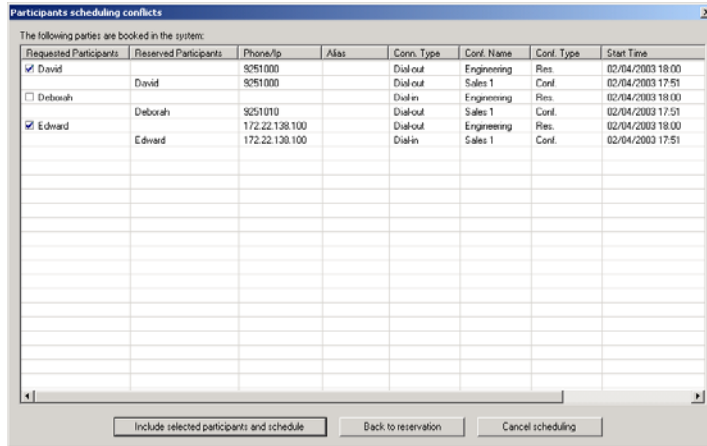 Participants scheduling conflicts
The following parties are booked in the system:
Requested Participants Reserved Participants Phone/Ip Alias Conn. Type Conf. Name Conf. Type Start Time
David 9251000 Dial-out Engineering Res. 02/04/2003 18:00
David 9251000 Dial-out Sales 1 Conf. 02/04/2003 17:51
Deborah Dial-in Engineering Res. 02/04/2003 18:00
Deborah 9251010 Dial-out Sales 1 Conf. 02/04/2003 17:51
Edward 172.22.138.100 Dial-out Engineering Res. 02/04/2003 18:00
Edward 172.22.138.100 Dial-in Sales 1 Conf. 02/04/2003 17:51
Include selected participants and schedule Back to reservation Cancel scheduling